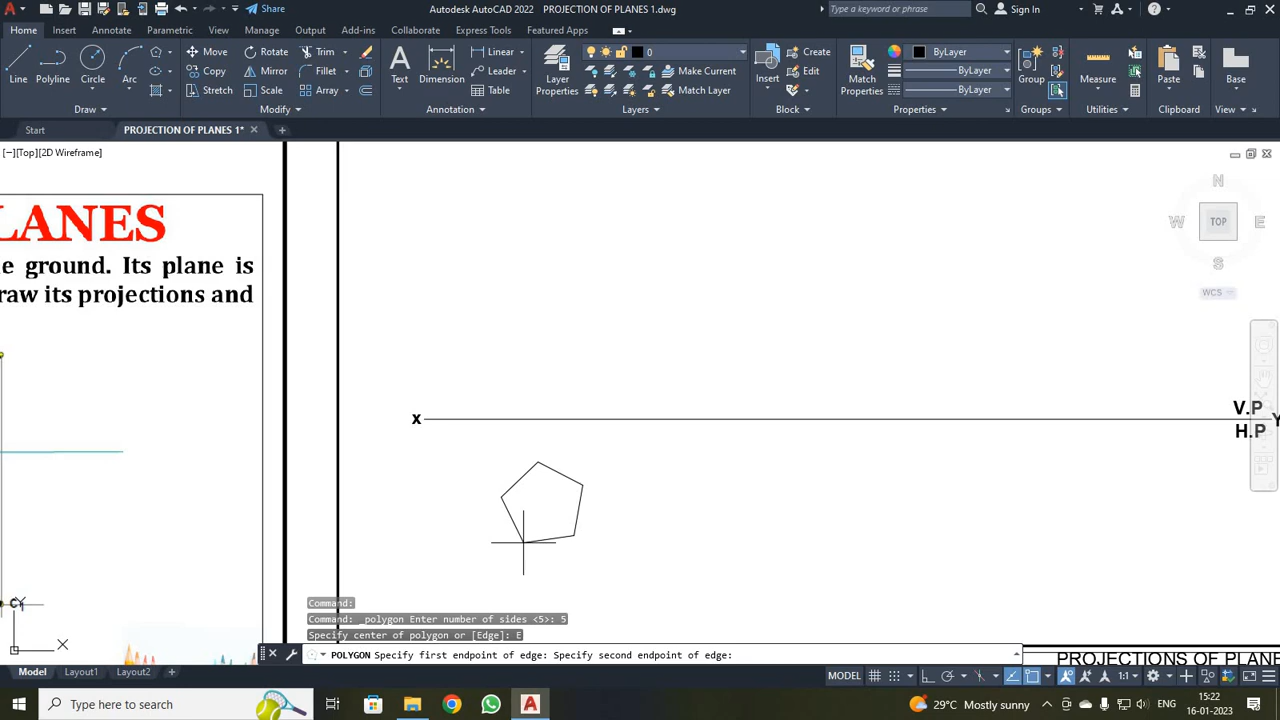 Share
Autodesk AutoCAD 2022 PROJECTION OF PLANES 1.dwg
Type a keyword or phrase
Sign In
Home Insert Annotate Parametric View Manage Output Add-ins Collaborate Express Tools Featured Apps
Line Polyline Circle Arc
Move Rotate Trim
Copy Mirror Fillet
Stretch Scale Array
Text Dimension
Linear
Leader
Table
Layer Properties
0
Make Current
Match Layer
Insert
Create
Edit
Match Properties
ByLayer
ByLayer
ByLayer
Group
Measure
Paste
Base
Draw Modify Annotation Layers Block Properties Groups Utilities Clipboard View
Start PROJECTION OF PLANES 1*
[−][Top][2D Wireframe]
LANES
e ground. Its plane is
raw its projections and
N
W TOP E
S
WCS
X
V.P
H.P
Y
X
Command:
Command: _polygon Enter number of sides <5>: 5
Specify center of polygon or [Edge]: E
POLYGON Specify first endpoint of edge: Specify second endpoint of edge:
PROJECTIONS OF PLANE
Model Layout1 Layout2 +
MODEL
1:1
Type here to search
29°C Mostly sunny
ENG
15:22
16-01-2023